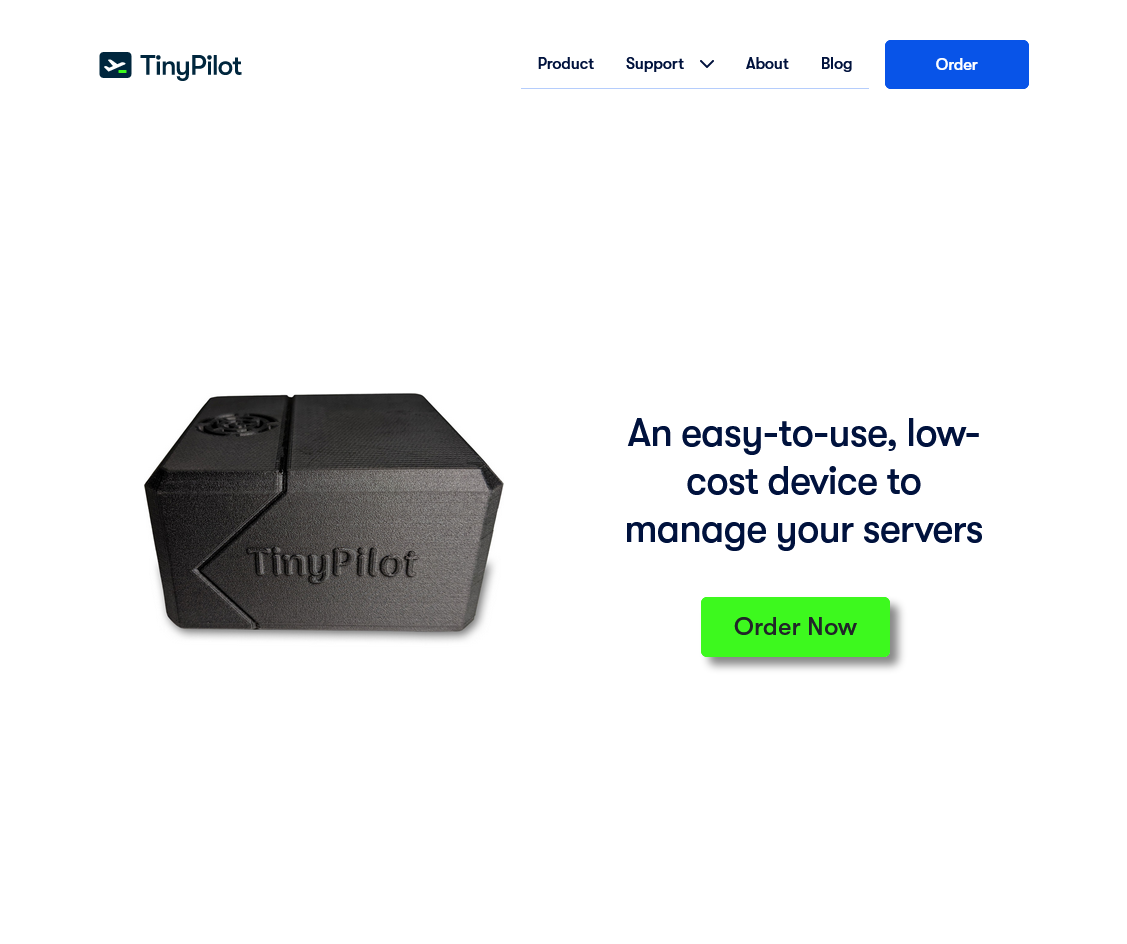 TinyPilot
Product
Support
About
Blog
Order
TinyPilot
An easy-to-use, low-
cost device to
manage your servers
Order Now